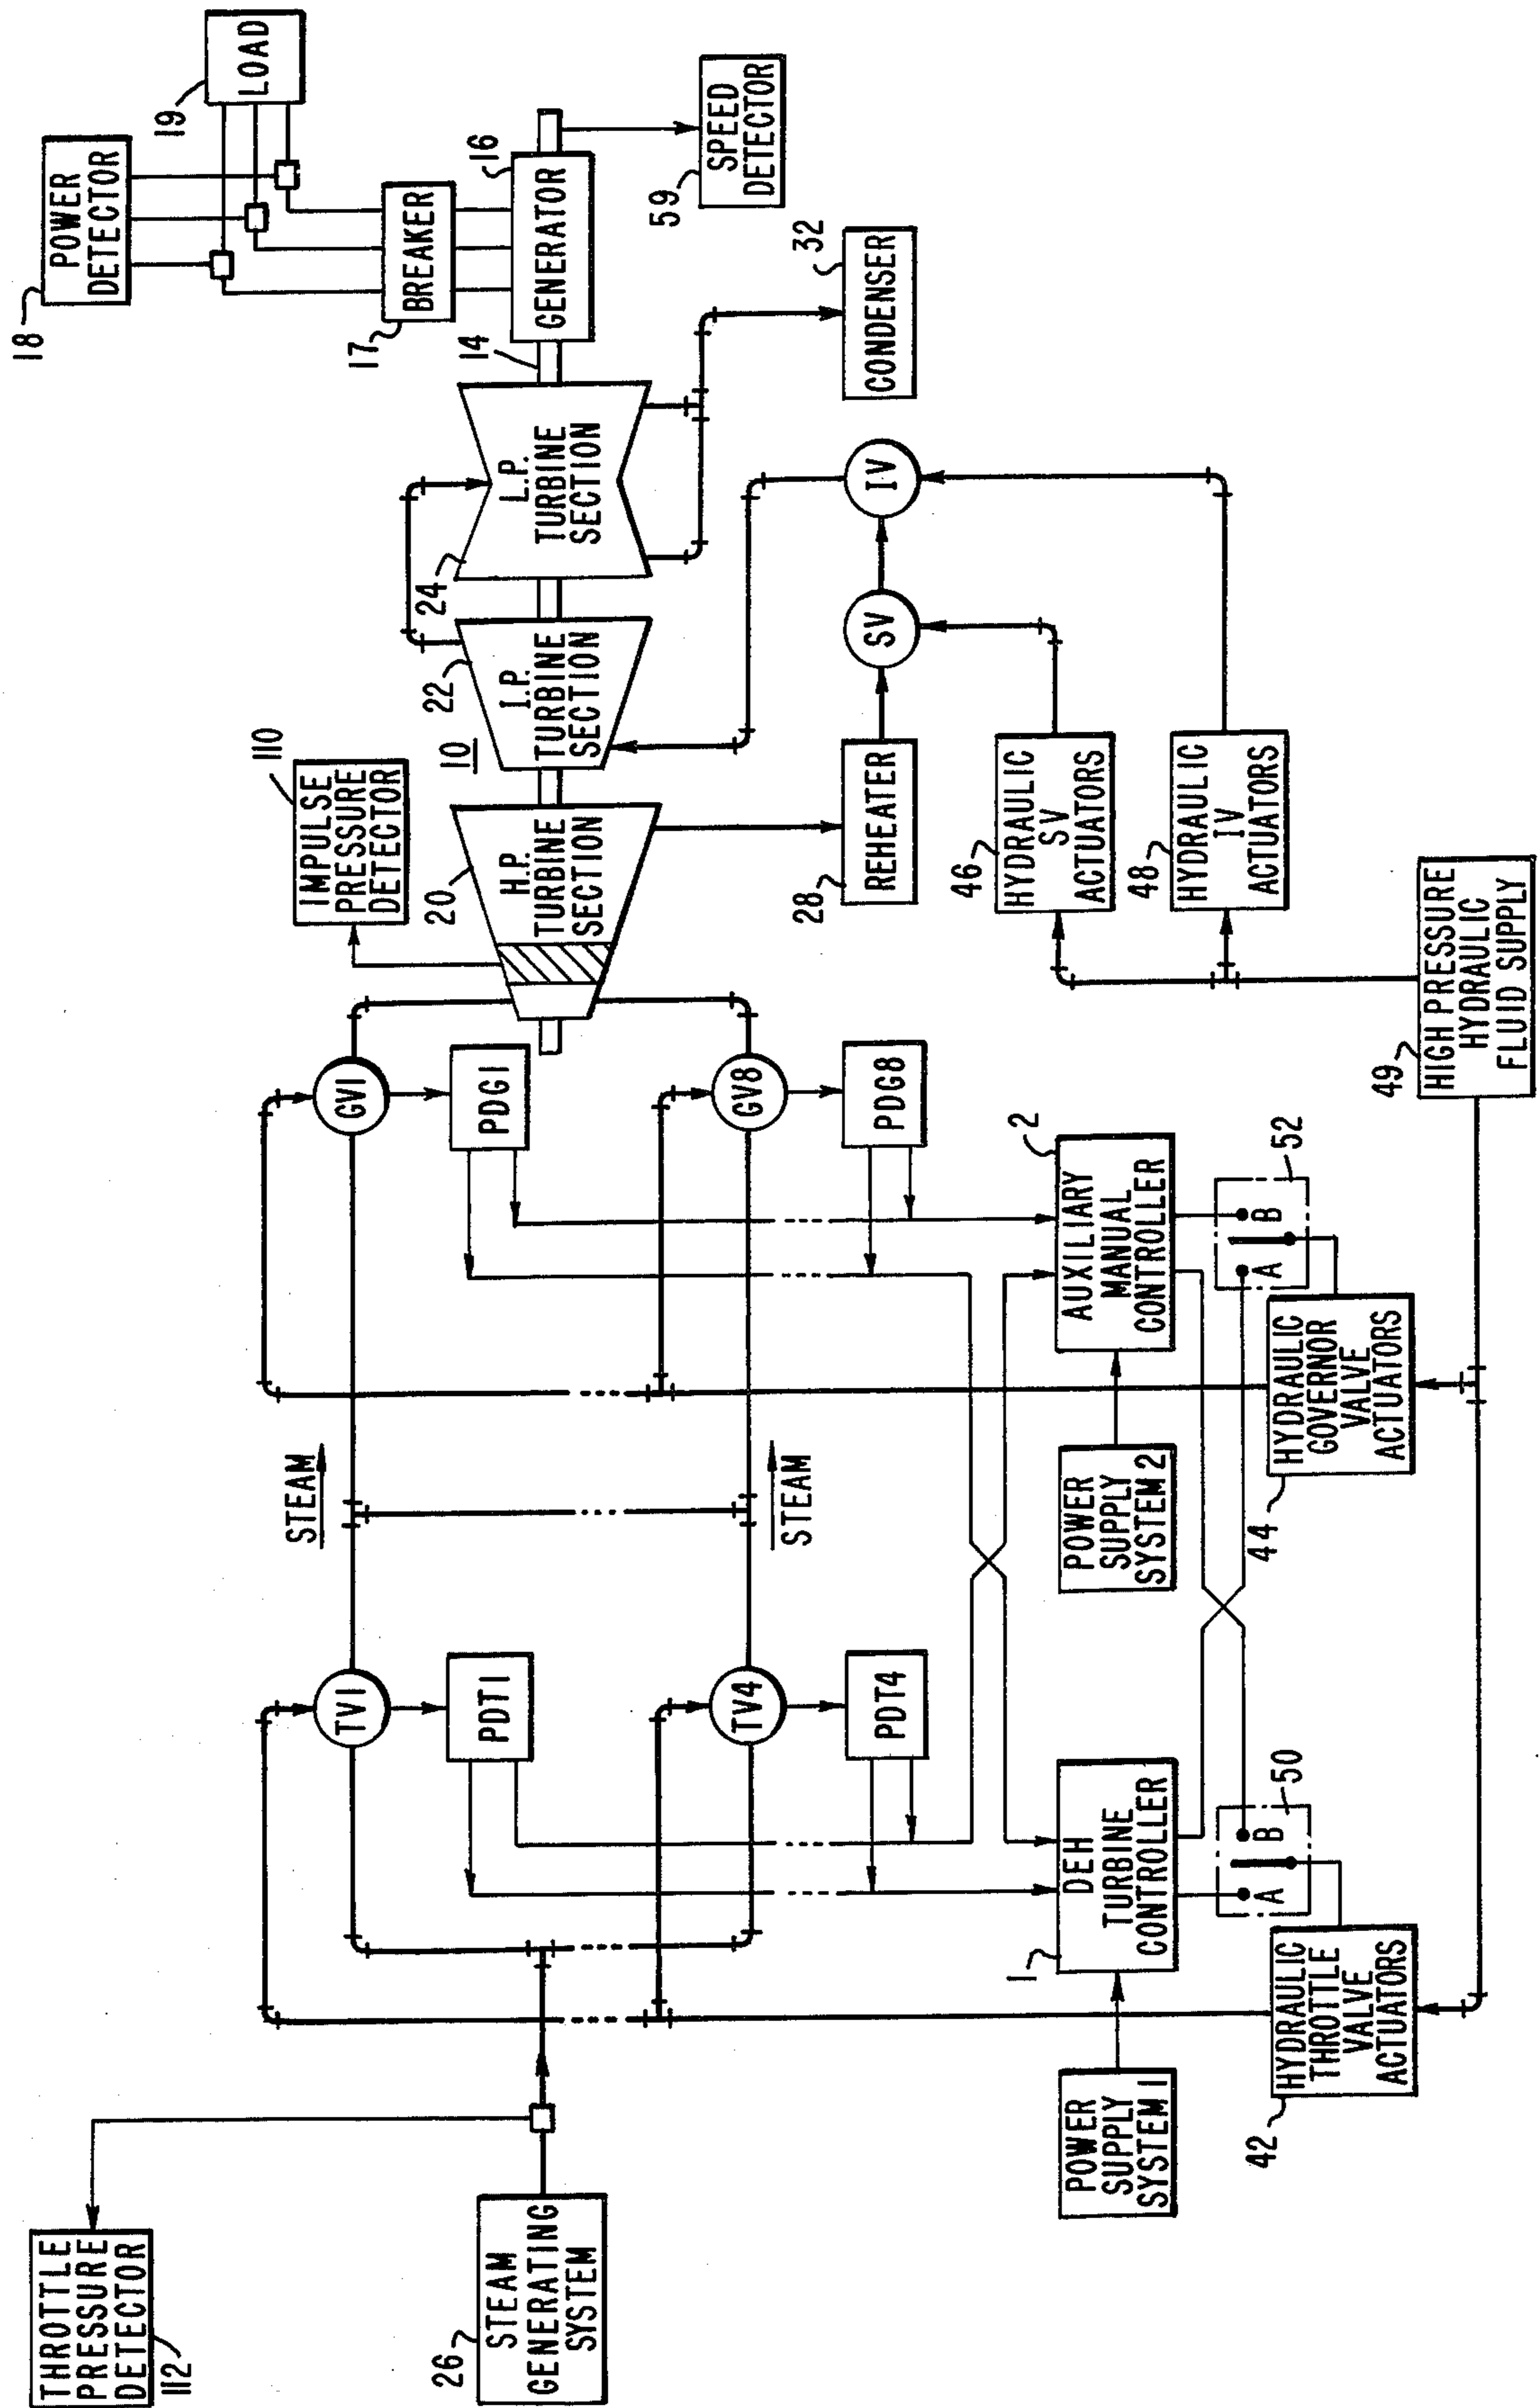 THROTTLE
PRESSURE
DETECTOR
112
26
STEAM
GENERATING
SYSTEM
STEAM
STEAM
TV1
PDT1
TV4
PDT4
GV1
PDG1
GV8
PDG8
IMPULSE
PRESSURE
DETECTOR
110
20
H.P.
TURBINE
SECTION
10
22
I.P.
TURBINE
SECTION
24
L.P.
TURBINE
SECTION
14
GENERATOR
16
17
BREAKER
18
POWER
DETECTOR
19
LOAD
59
SPEED
DETECTOR
CONDENSER
32
28
REHEATER
SV
IV
46
HYDRAULIC
SV
ACTUATORS
48
HYDRAULIC
IV
ACTUATORS
49
HIGH PRESSURE
HYDRAULIC
FLUID SUPPLY
POWER
SUPPLY
SYSTEM 1
1
DEH
TURBINE
CONTROLLER
POWER
SUPPLY
SYSTEM 2
AUXILIARY
MANUAL
CONTROLLER
2
A
B
50
A
B
52
42
HYDRAULIC
THROTTLE
VALVE
ACTUATORS
44
HYDRAULIC
GOVERNOR
VALVE
ACTUATORS